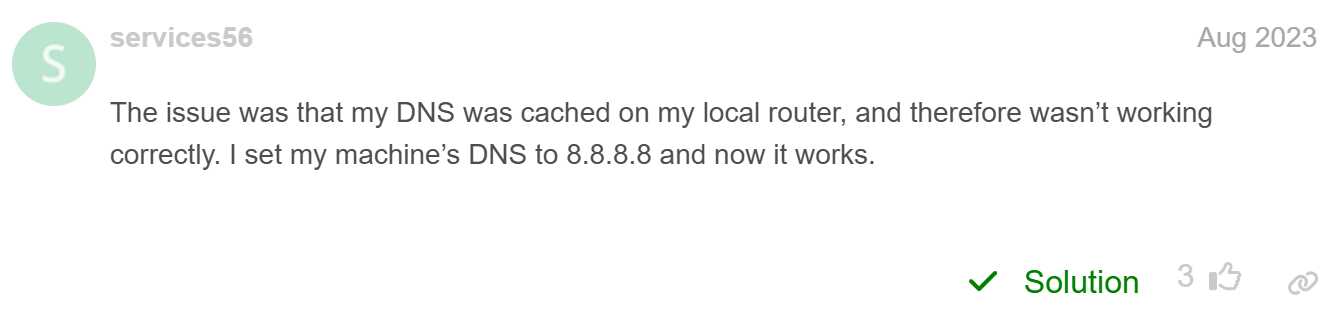 services56
Aug 2023
S
The issue was that my DNS was cached on my local router, and therefore wasn’t working
correctly. I set my machine’s DNS to 8.8.8.8 and now it works.
Solution
3